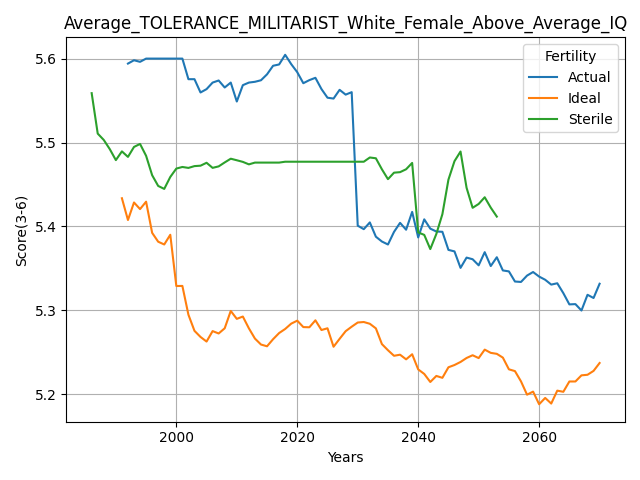 Average_TOLERANCE_MILITARIST_White_Female_Above_Average_IQ
Fertility
Actual
Ideal
Sterile
Score(3-6)
5.6
5.5
5.4
5.3
5.2
2000
2020
2040
2060
Years